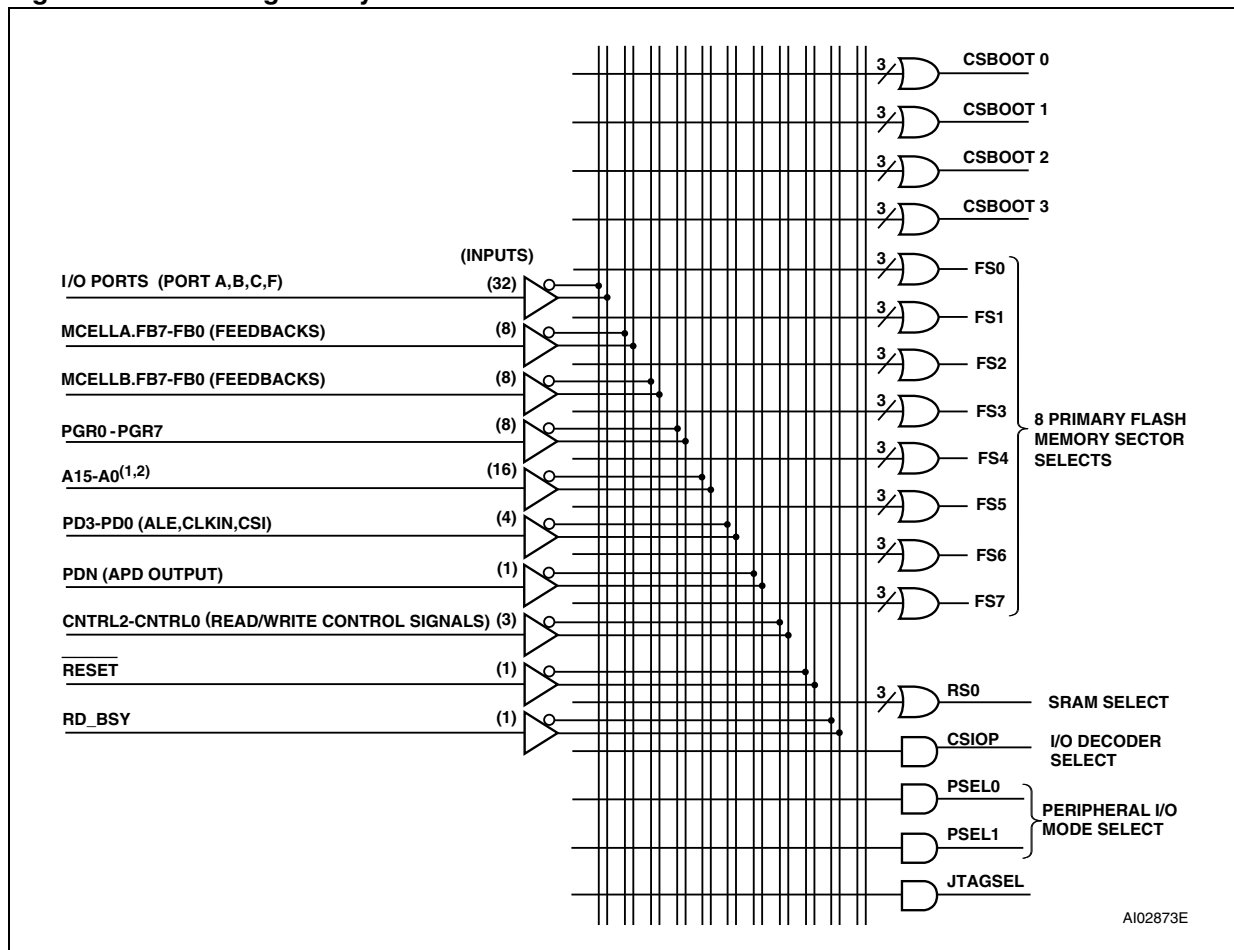 3 CSBOOT 0
3 CSBOOT 1
3 CSBOOT 2
3 CSBOOT 3
(INPUTS)
I/O PORTS (PORT A,B,C,F) (32)
MCELLA.FB7-FB0 (FEEDBACKS) (8)
MCELLB.FB7-FB0 (FEEDBACKS) (8)
PGR0 -PGR7 (8)
A15-A0(1,2) (16)
PD3-PD0 (ALE,CLKIN,CSI) (4)
PDN (APD OUTPUT) (1)
CNTRL2-CNTRL0 (READ/WRITE CONTROL SIGNALS) (3)
RESET (1)
RD_BSY (1)
3 FS0
3 FS1
3 FS2
3 FS3
3 FS4
3 FS5
3 FS6
3 FS7
8 PRIMARY FLASH
MEMORY SECTOR
SELECTS
3 RS0
SRAM SELECT
CSIOP
I/O DECODER
SELECT
PSEL0
PSEL1
PERIPHERAL I/O
MODE SELECT
JTAGSEL
AI02873E